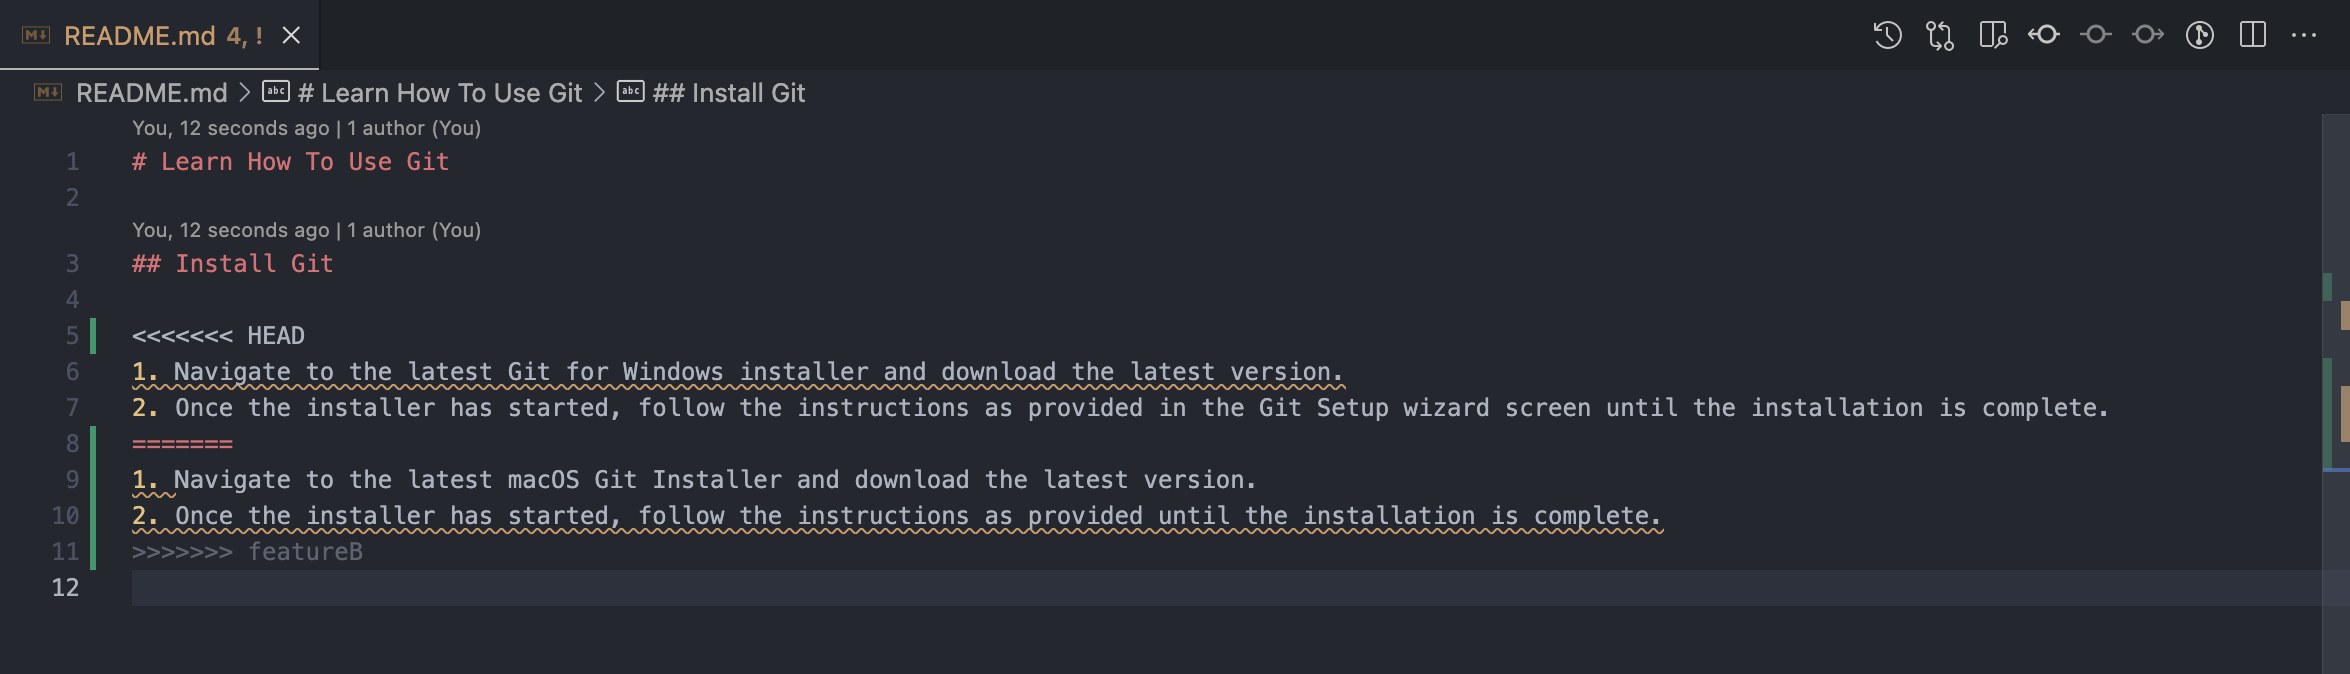 README.md 4, !
README.md > # Learn How To Use Git > ## Install Git
You, 12 seconds ago | 1 author (You)
1 # Learn How To Use Git
2
You, 12 seconds ago | 1 author (You)
3 ## Install Git
4
5 <<<<<<< HEAD
6 1. Navigate to the latest Git for Windows installer and download the latest version.
7 2. Once the installer has started, follow the instructions as provided in the Git Setup wizard screen until the installation is complete.
8 =======
9 1. Navigate to the latest macOS Git Installer and download the latest version.
10 2. Once the installer has started, follow the instructions as provided until the installation is complete.
11 >>>>>>> featureB
12